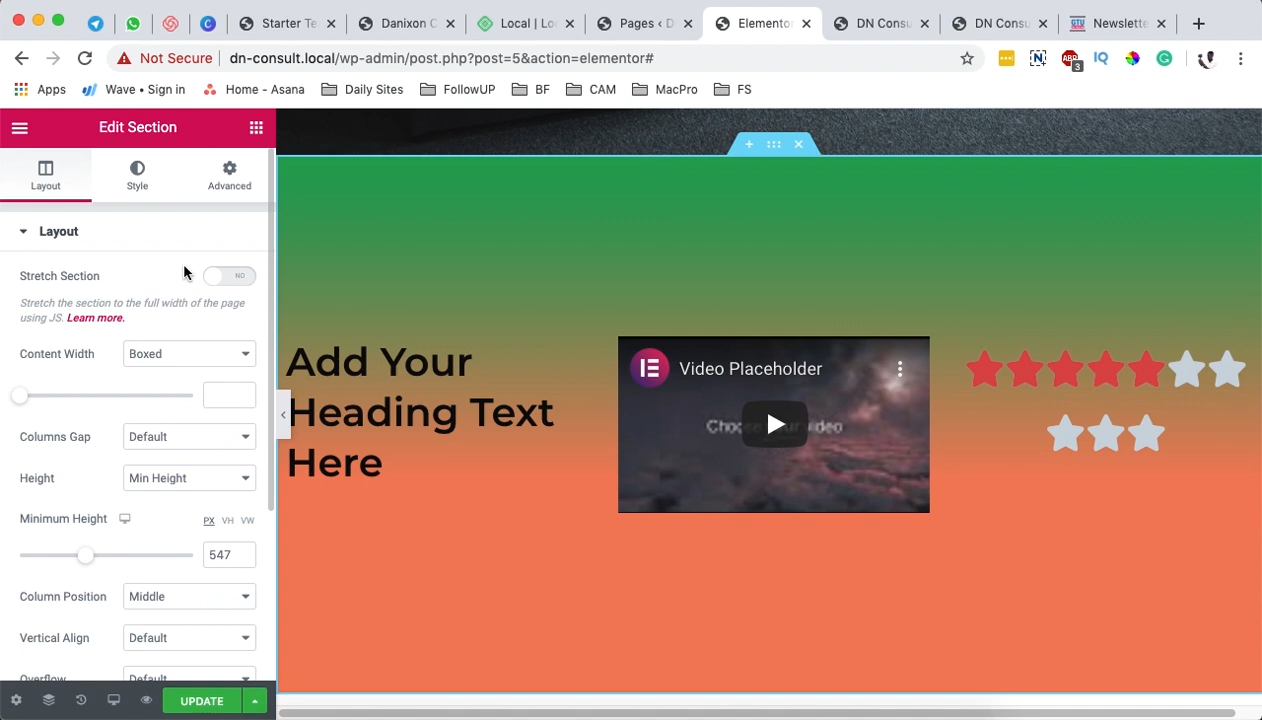 Starter Te
Danixon C
Local | Lo
Pages ‹ D
Elemento
DN Consu
DN Consu
Newslette
Not Secure
dn-consult.local/wp-admin/post.php?post=5&action=elementor#
3
IQ
Apps
Wave • Sign in
Home - Asana
Daily Sites
FollowUP
BF
CAM
MacPro
FS
Edit Section
Layout
Style
Advanced
Layout
Stretch Section
NO
Stretch the section to the full width of the page
using JS. Learn more.
Content Width
Boxed
Columns Gap
Default
Height
Min Height
Minimum Height
PX VH VW
547
Column Position
Middle
Vertical Align
Default
Overflow
Default
UPDATE
Add Your
Heading Text
Here
Video Placeholder